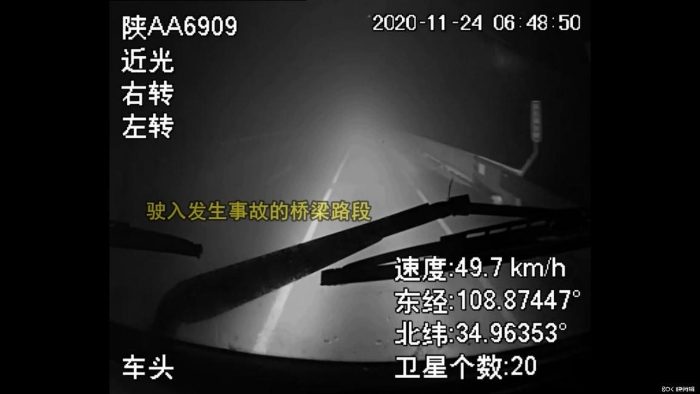 陕AA6909
2020-11-24 06:48:50
近光
右转
左转
驶入发生事故的桥梁路段
速度:49.7 km/h
东经:108.87447°
北纬:34.96353°
车头
卫星个数:20